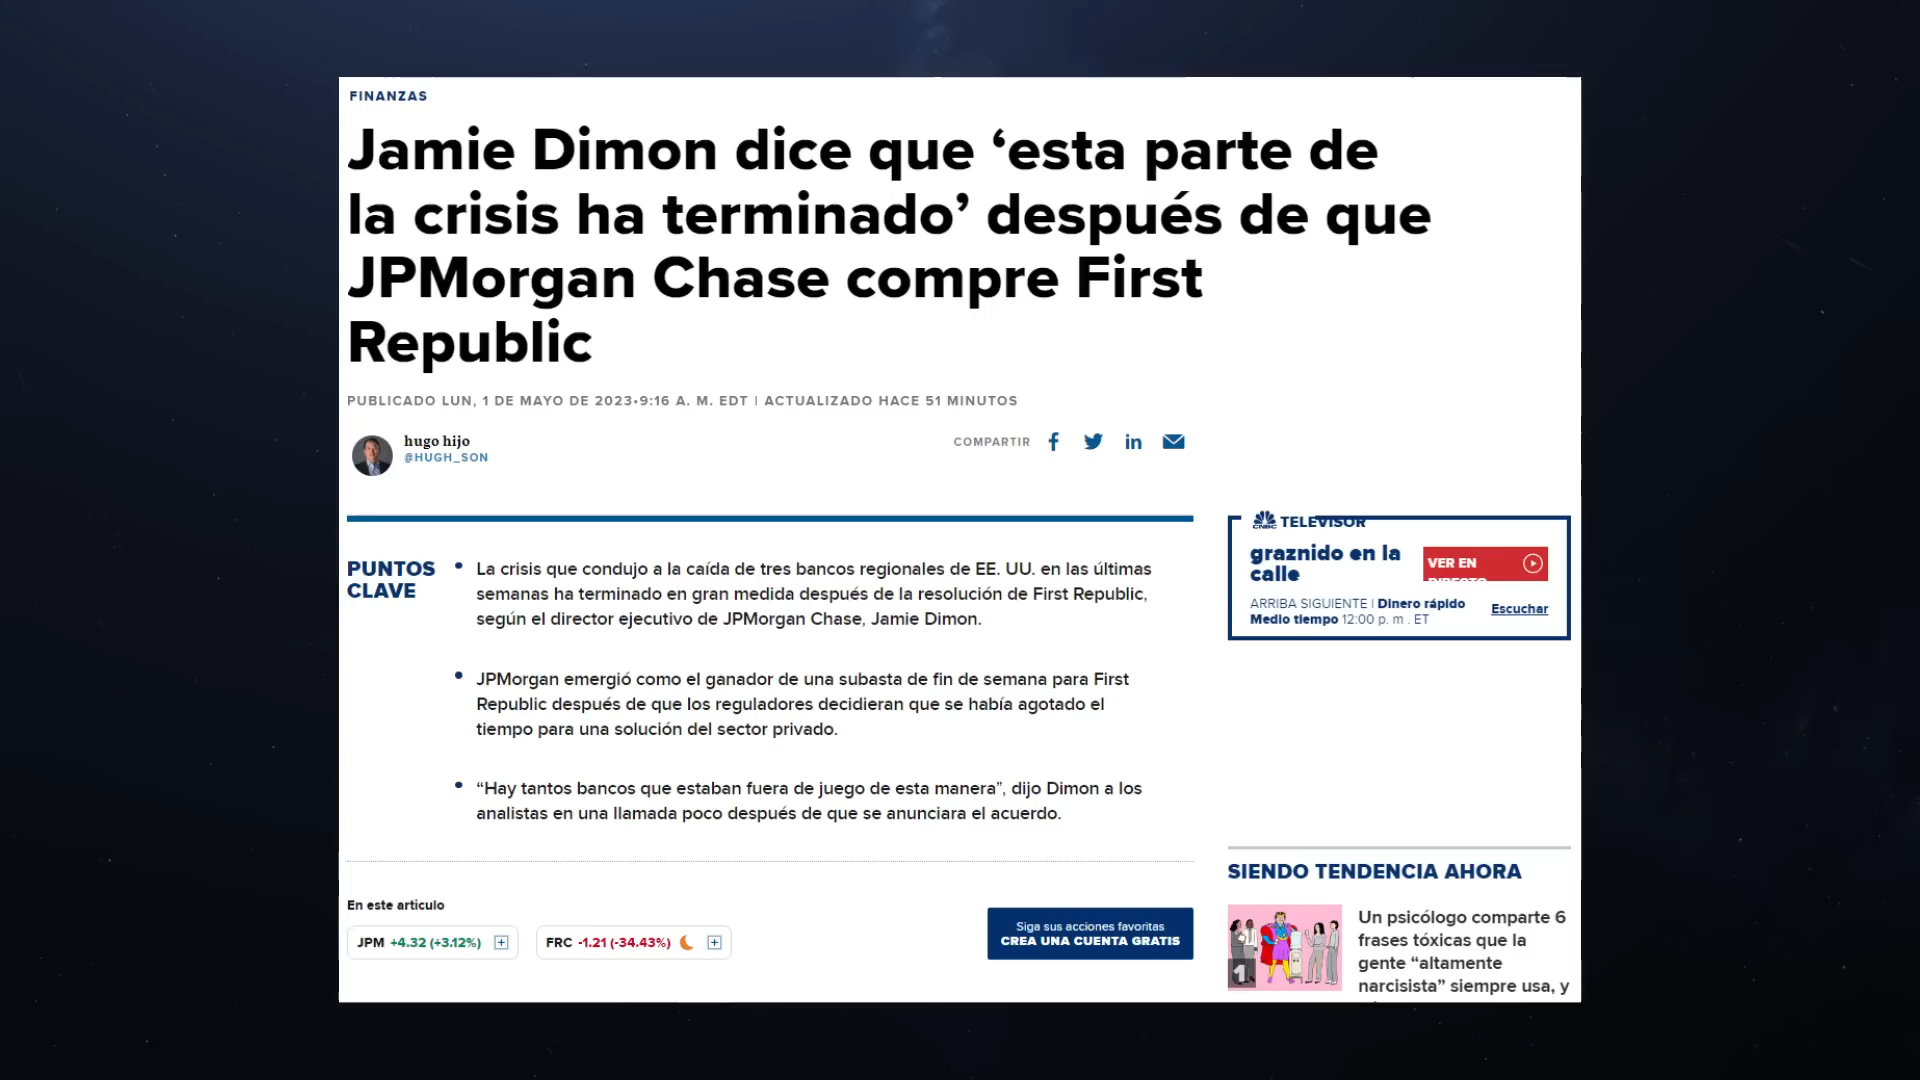 FINANZAS
Jamie Dimon dice que ‘esta parte de
la crisis ha terminado’ después de que
JPMorgan Chase compre First
Republic
PUBLICADO LUN, 1 DE MAYO DE 2023•9:16 A. M. EDT | ACTUALIZADO HACE 51 MINUTOS
hugo hijo
@HUGH_SON
COMPARTIR
PUNTOS
CLAVE
La crisis que condujo a la caída de tres bancos regionales de EE. UU. en las últimas
semanas ha terminado en gran medida después de la resolución de First Republic,
según el director ejecutivo de JPMorgan Chase, Jamie Dimon.
JPMorgan emergió como el ganador de una subasta de fin de semana para First
Republic después de que los reguladores decidieran que se había agotado el
tiempo para una solución del sector privado.
“Hay tantos bancos que estaban fuera de juego de esta manera”, dijo Dimon a los
analistas en una llamada poco después de que se anunciara el acuerdo.
En este articulo
JPM +4.32 (+3.12%)
FRC -1.21 (-34.43%)
Siga sus acciones favoritas
CREA UNA CUENTA GRATIS
CNBC TELEVISOR
graznido en la
calle
VER EN
DIRECTO
ARRIBA SIGUIENTE | Dinero rápido
Medio tiempo 12:00 p. m . ET
Escuchar
SIENDO TENDENCIA AHORA
1
Un psicólogo comparte 6
frases tóxicas que la
gente “altamente
narcisista” siempre usa, y